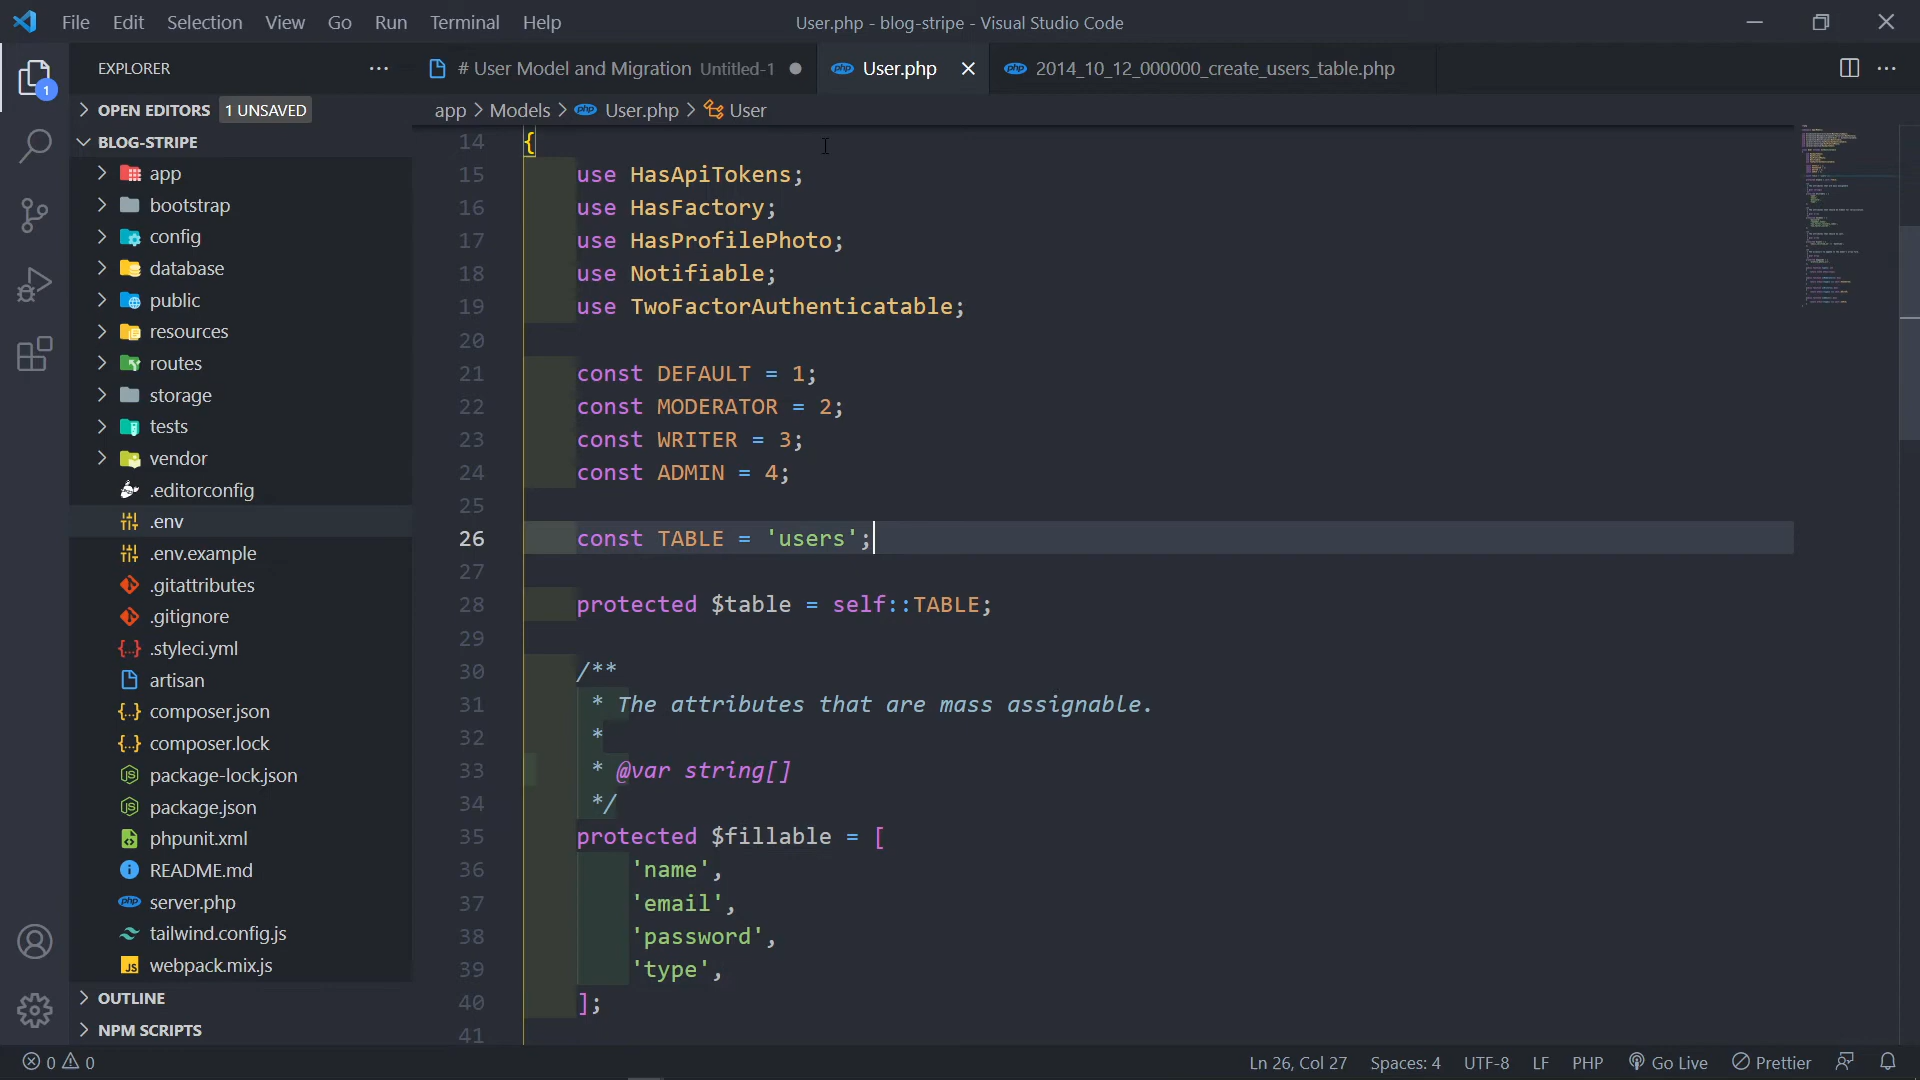 File Edit Selection View Go Run Terminal Help
User.php - blog-stripe - Visual Studio Code
EXPLORER
# User Model and Migration Untitled-1
User.php
2014_10_12_000000_create_users_table.php
1
OPEN EDITORS 1 UNSAVED
app > Models > User.php > User
BLOG-STRIPE
app
bootstrap
config
database
public
resources
routes
storage
tests
vendor
.editorconfig
.env
.env.example
.gitattributes
.gitignore
.styleci.yml
artisan
composer.json
composer.lock
package-lock.json
package.json
phpunit.xml
README.md
server.php
tailwind.config.js
webpack.mix.js
OUTLINE
NPM SCRIPTS
14 {
15 use HasApiTokens;
16 use HasFactory;
17 use HasProfilePhoto;
18 use Notifiable;
19 use TwoFactorAuthenticatable;
20
21 const DEFAULT = 1;
22 const MODERATOR = 2;
23 const WRITER = 3;
24 const ADMIN = 4;
25
26 const TABLE = 'users';
27
28 protected $table = self::TABLE;
29
30 /**
31 * The attributes that are mass assignable.
32 *
33 * @var string[]
34 */
35 protected $fillable = [
36 'name',
37 'email',
38 'password',
39 'type',
40 ];
41
0 0
Ln 26, Col 27 Spaces: 4 UTF-8 LF PHP Go Live Prettier